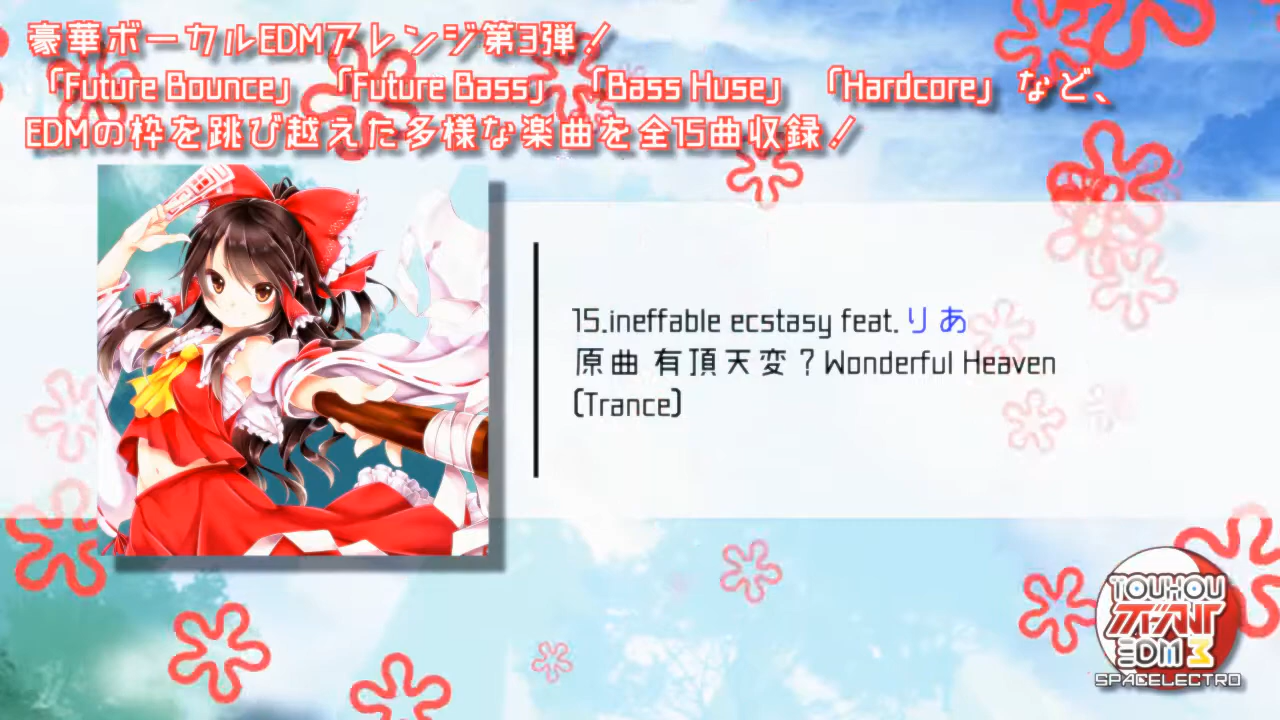 豪華ボーカルEDMアレンジ第3弾！
「Future Bounce」「Future Bass」「Bass Huse」「Hardcore」など、
EDMの枠を跳び越えた多様な楽曲を全15曲収録！
15.ineffable ecstasy feat.りあ
原曲 有頂天変？Wonderful Heaven
(Trance)
TOUHOU
EDM 3
SPACELECTRO